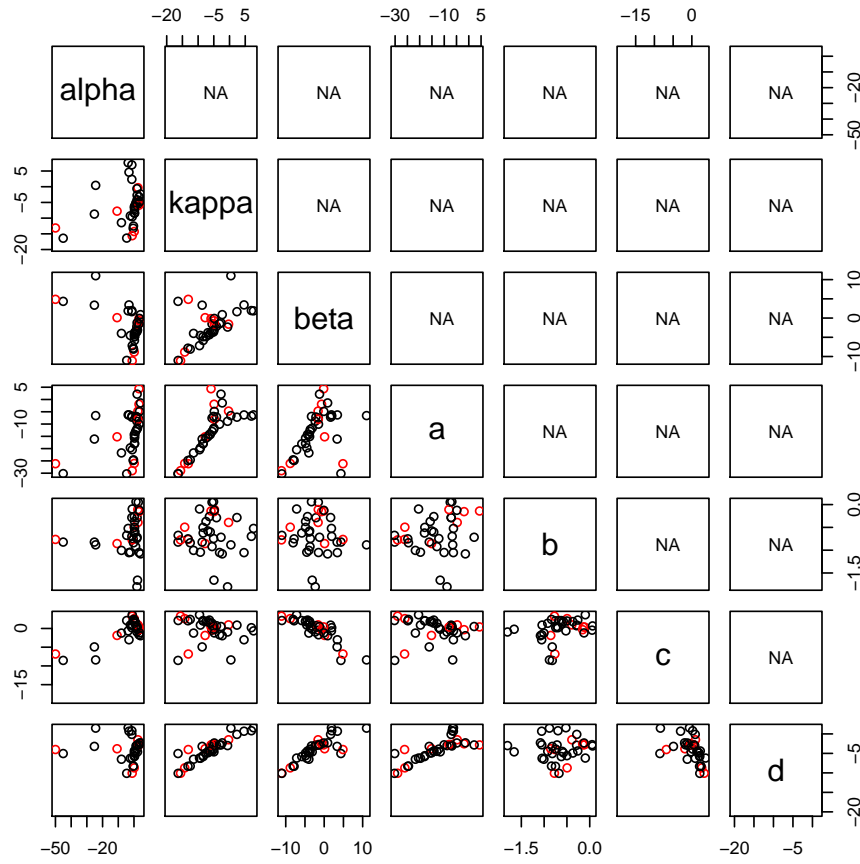 −20 −5 5
−30 −10 5
−15 0
alpha NA NA NA NA NA NA
−50 −20
−20 −5 5
kappa NA NA NA NA NA
beta NA NA NA NA
−10 0 10
−30 −10 5
a NA NA NA
b NA NA
−1.5 0.0
−15 0
c NA
d
−20 −5
−50 −20
−10 0 10
−1.5 0.0
−20 −5